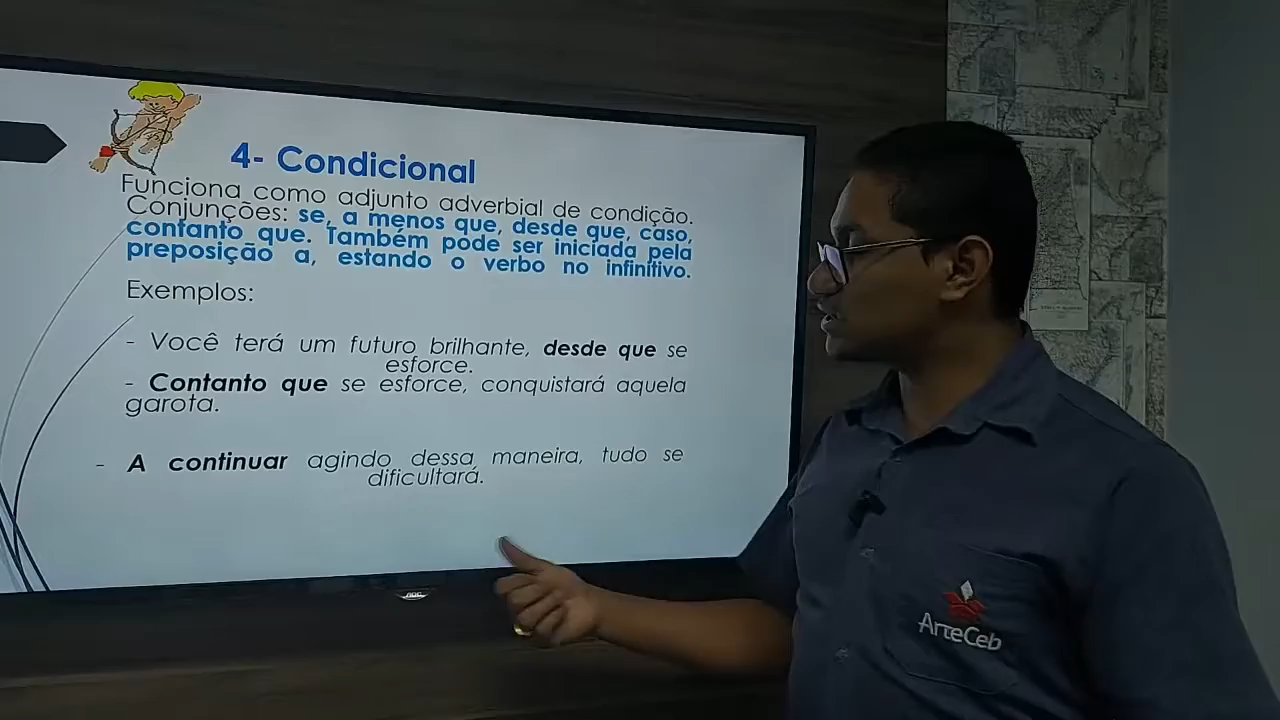 4- Condicional
Funciona como adjunto adverbial de condição.
Conjunções: se, a menos que, desde que, caso,
contanto que. Também pode ser iniciada pela
preposição a, estando o verbo no infinitivo.
Exemplos:
- Você terá um futuro brilhante, desde que se
esforce.
- Contanto que se esforce, conquistará aquela
garota.
- A continuar agindo dessa maneira, tudo se
dificultará.
AOC
ArteCeb